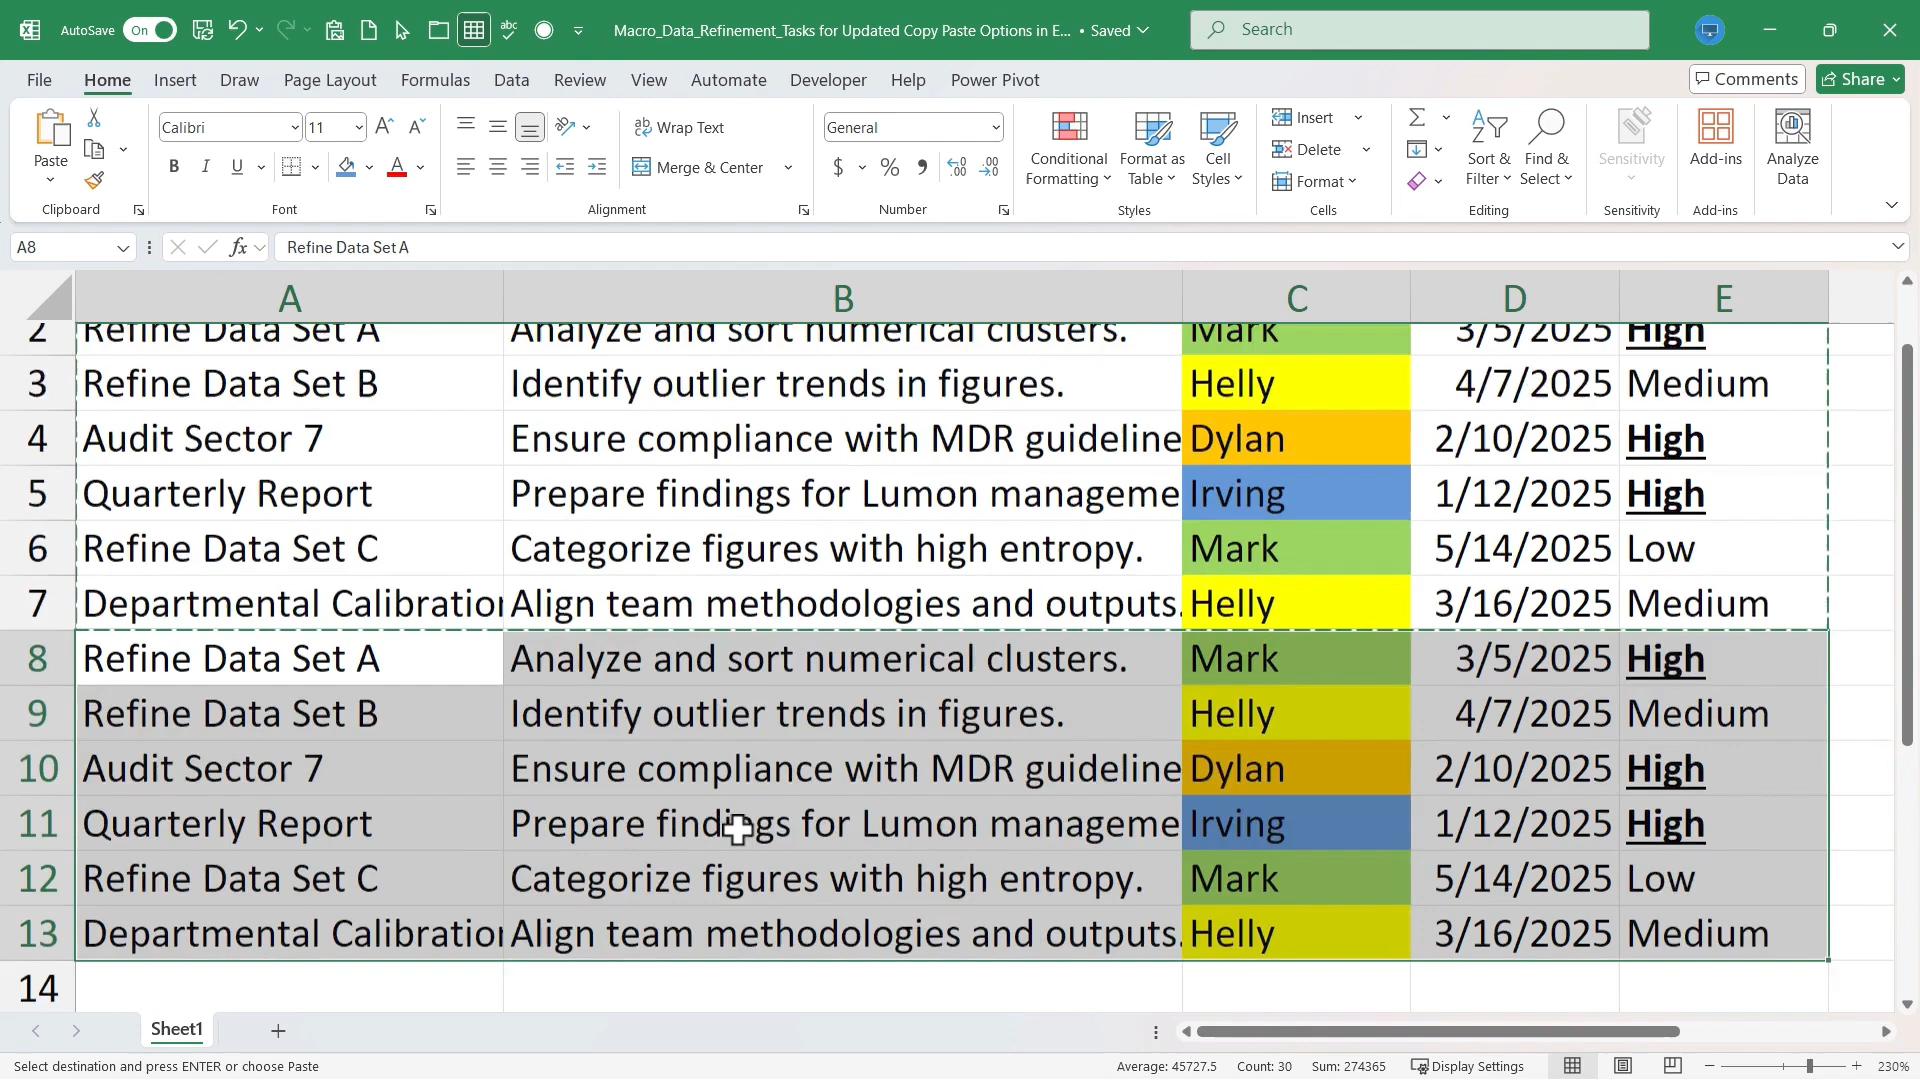 AutoSave On abc Macro_Data_Refinement_Tasks for Updated Copy Paste Options in E... • Saved Search
File Home Insert Draw Page Layout Formulas Data Review View Automate Developer Help Power Pivot Comments Share
Calibri 11 A A ab Wrap Text General Insert Σ
Paste B I U A Merge & Center $ % 9 .00 .00 Conditional Formatting Format as Table Cell Styles Delete Format Sort & Filter Find & Select Sensitivity Add-ins Analyze Data
Clipboard Font Alignment Number Styles Cells Editing Sensitivity Add-ins
A8 fx Refine Data Set A
A B C D E
2 Refine Data Set A Analyze and sort numerical clusters. Mark 3/5/2025 High
3 Refine Data Set B Identify outlier trends in figures. Helly 4/7/2025 Medium
4 Audit Sector 7 Ensure compliance with MDR guideline Dylan 2/10/2025 High
5 Quarterly Report Prepare findings for Lumon manageme Irving 1/12/2025 High
6 Refine Data Set C Categorize figures with high entropy. Mark 5/14/2025 Low
7 Departmental Calibration Align team methodologies and outputs. Helly 3/16/2025 Medium
8 Refine Data Set A Analyze and sort numerical clusters. Mark 3/5/2025 High
9 Refine Data Set B Identify outlier trends in figures. Helly 4/7/2025 Medium
10 Audit Sector 7 Ensure compliance with MDR guideline Dylan 2/10/2025 High
11 Quarterly Report Prepare findings for Lumon manageme Irving 1/12/2025 High
12 Refine Data Set C Categorize figures with high entropy. Mark 5/14/2025 Low
13 Departmental Calibration Align team methodologies and outputs. Helly 3/16/2025 Medium
14
Sheet1
Select destination and press ENTER or choose Paste Average: 45727.5 Count: 30 Sum: 274365 Display Settings 230%